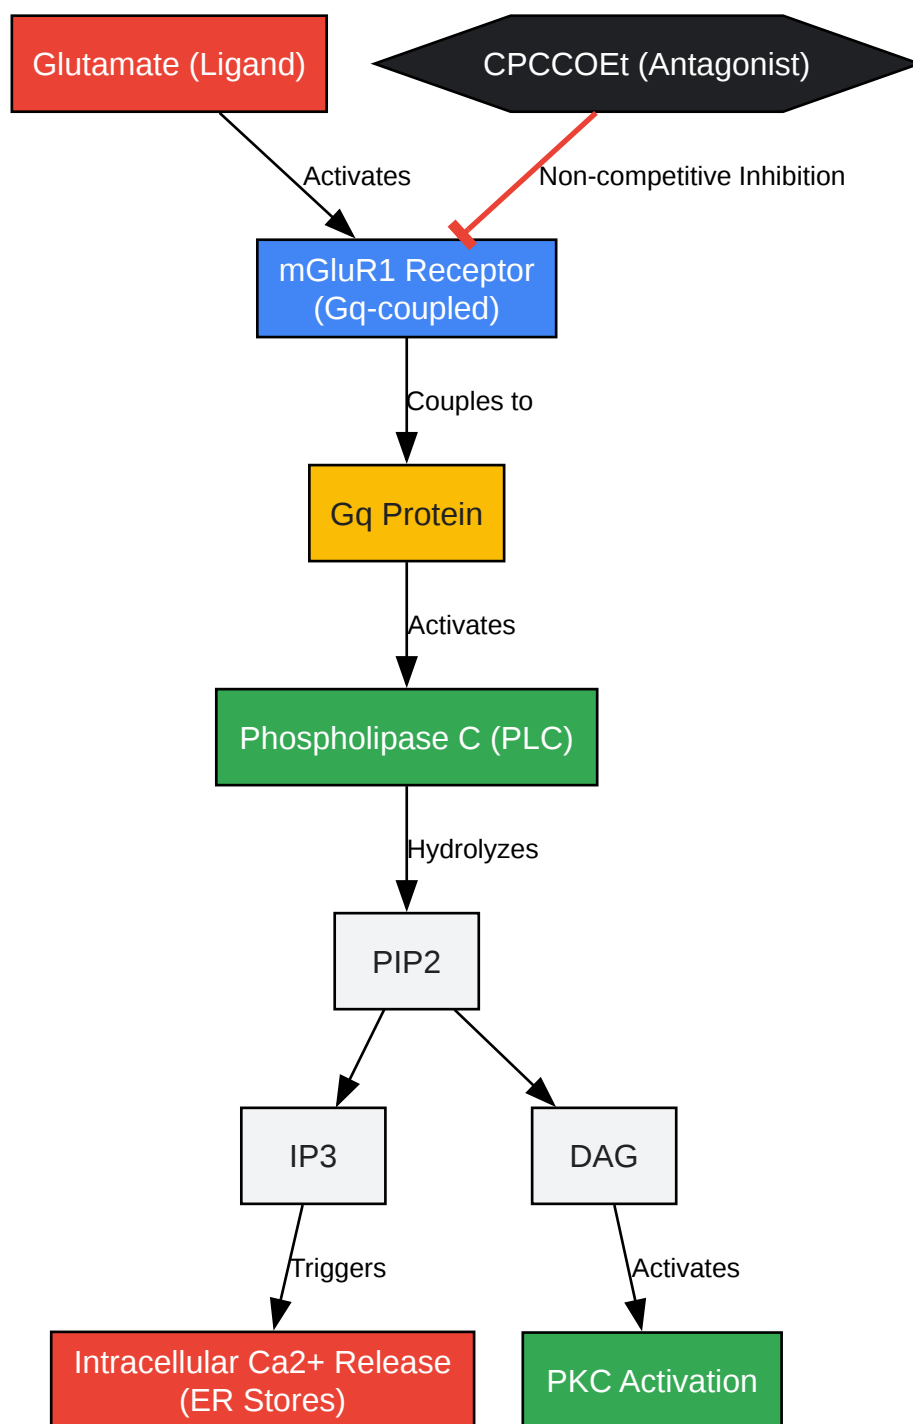 Glutamate (Ligand)
CPCCOEt (Antagonist)
Activates
Non-competitive Inhibition
mGluR1 Receptor
(Gq-coupled)
Couples to
Gq Protein
Activates
Phospholipase C (PLC)
Hydrolyzes
PIP2
IP3
DAG
Triggers
Activates
Intracellular Ca2+ Release
(ER Stores)
PKC Activation